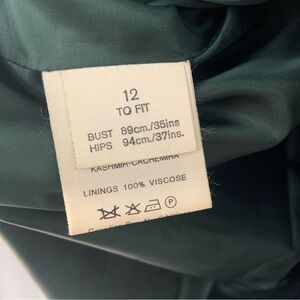 12
TO FIT
BUST 89cm./35ins
HIPS 94cm./37ins.
KASHMIR-CACHEMIRA
LININGS 100% VISCOSE
P